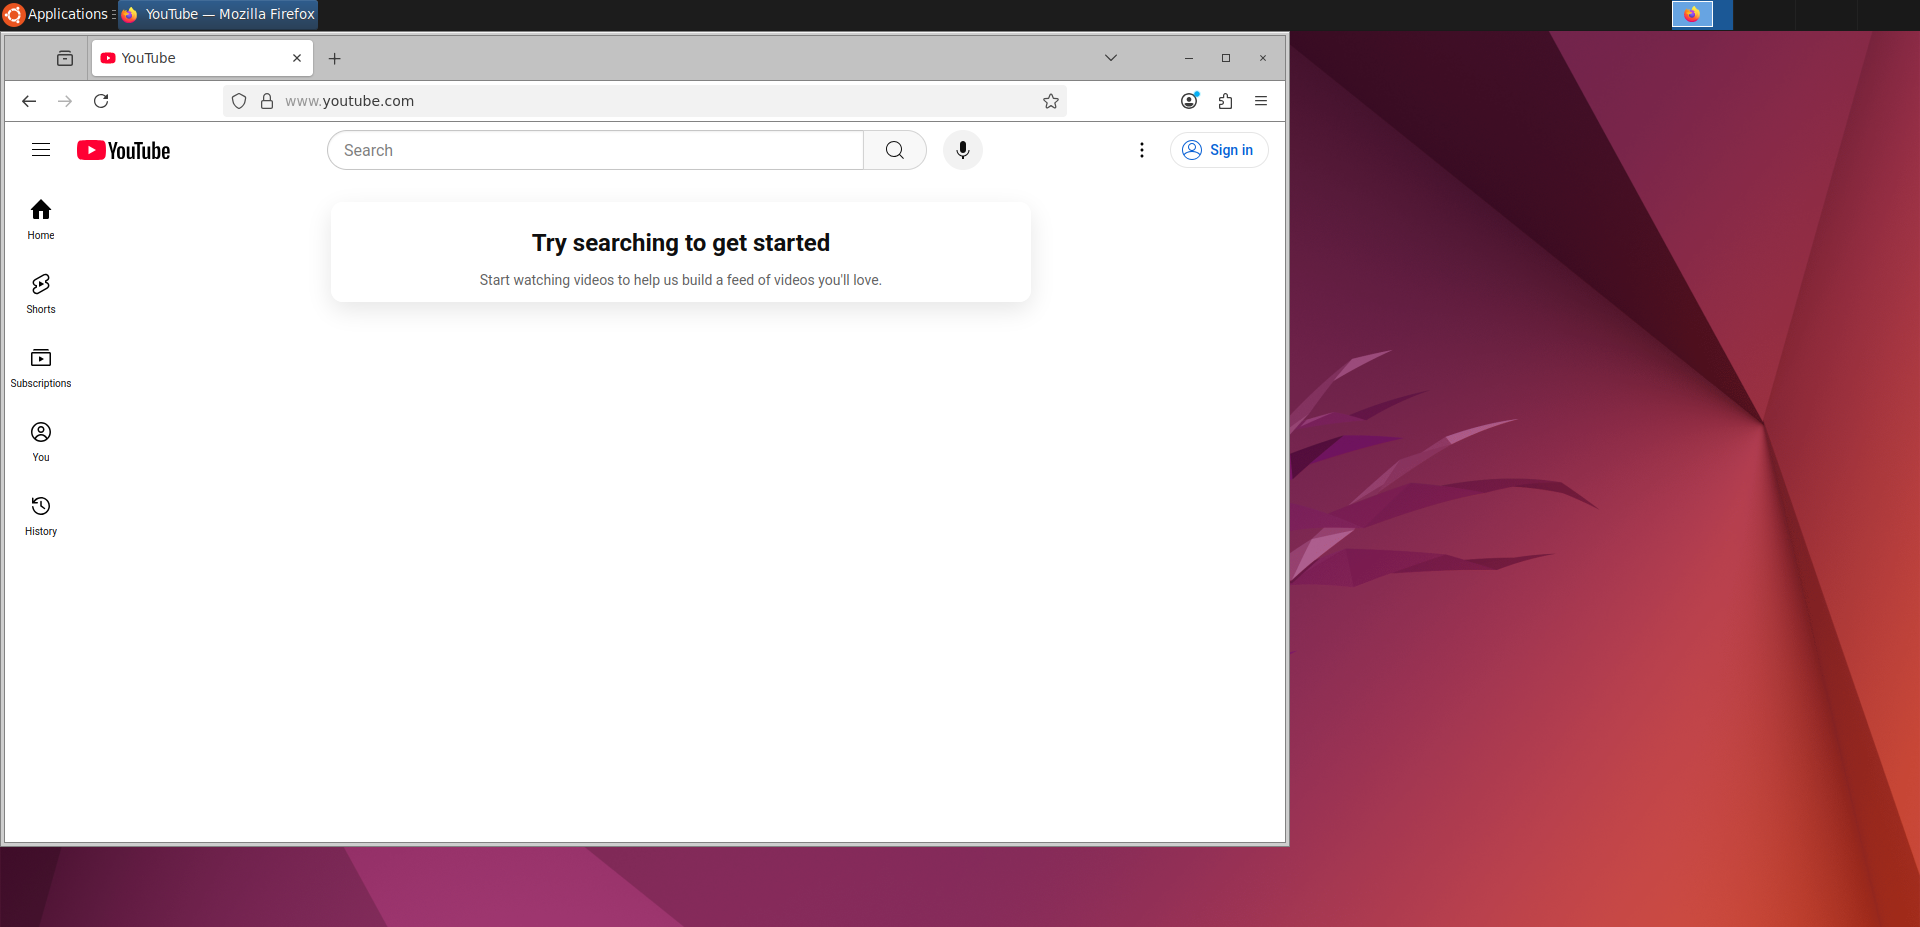 Applications
YouTube — Mozilla Firefox
YouTube
www.youtube.com
YouTube
Search
Sign in
Home
Shorts
Subscriptions
You
History
Try searching to get started
Start watching videos to help us build a feed of videos you'll love.